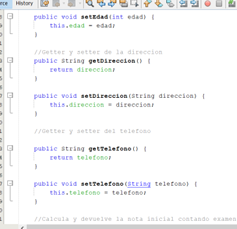 History
public void setEdad(int edad) {
this.edad = edad;
}
//Getter y setter de la direccion
public String getDireccion() {
return direccion;
}
public void setDireccion(String direccion) {
this.direccion = direccion;
}
//Getter y setter del telefono
public String getTelefono() {
return telefono;
}
public void setTelefono(String telefono) {
this.telefono = telefono;
}
//Calcula y devuelve la nota inicial contando examen